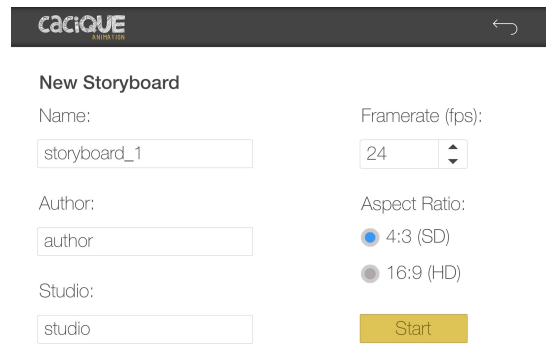 CACIQUE
ANIMATION
New Storyboard
Name:
storyboard_1
Author:
author
Studio:
studio
Framerate (fps):
24
Aspect Ratio:
4:3 (SD)
16:9 (HD)
Start